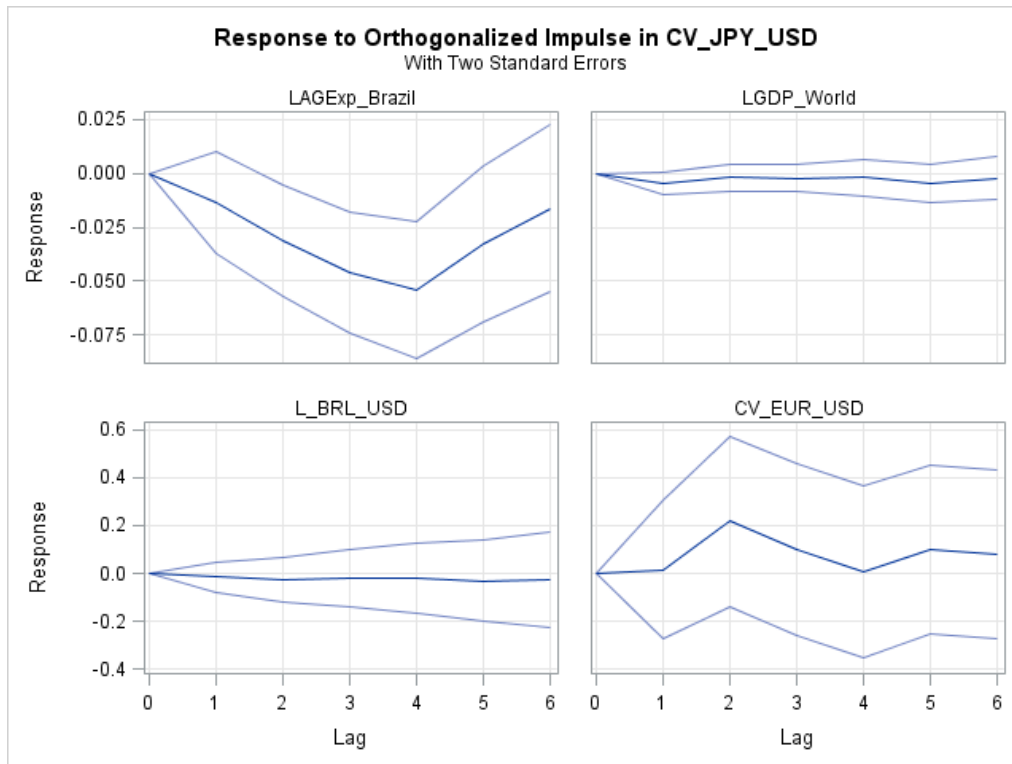 Response to Orthogonalized Impulse in CV_JPY_USD
With Two Standard Errors
LAGExp_Brazil
LGDP_World
0.025
0.000
-0.025
-0.050
-0.075
Response
L_BRL_USD
CV_EUR_USD
0.6
0.4
0.2
0.0
-0.2
-0.4
Response
0 1 2 3 4 5 6
0 1 2 3 4 5 6
Lag
Lag